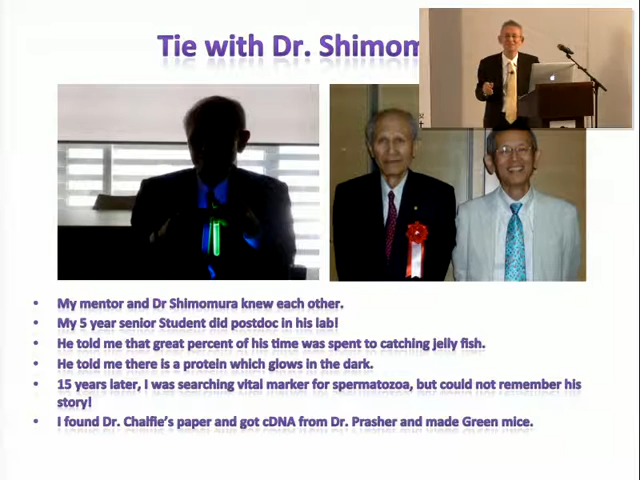 Tie with Dr. Shimom
• My mentor and Dr Shimomura knew each other.
• My 5 year senior Student did postdoc in his lab!
• He told me that great percent of his time was spent to catching jelly fish.
• He told me there is a protein which glows in the dark.
• 15 years later, I was searching vital marker for spermatozoa, but could not remember his
story!
• I found Dr. Chalfie's paper and got cDNA from Dr. Prasher and made Green mice.